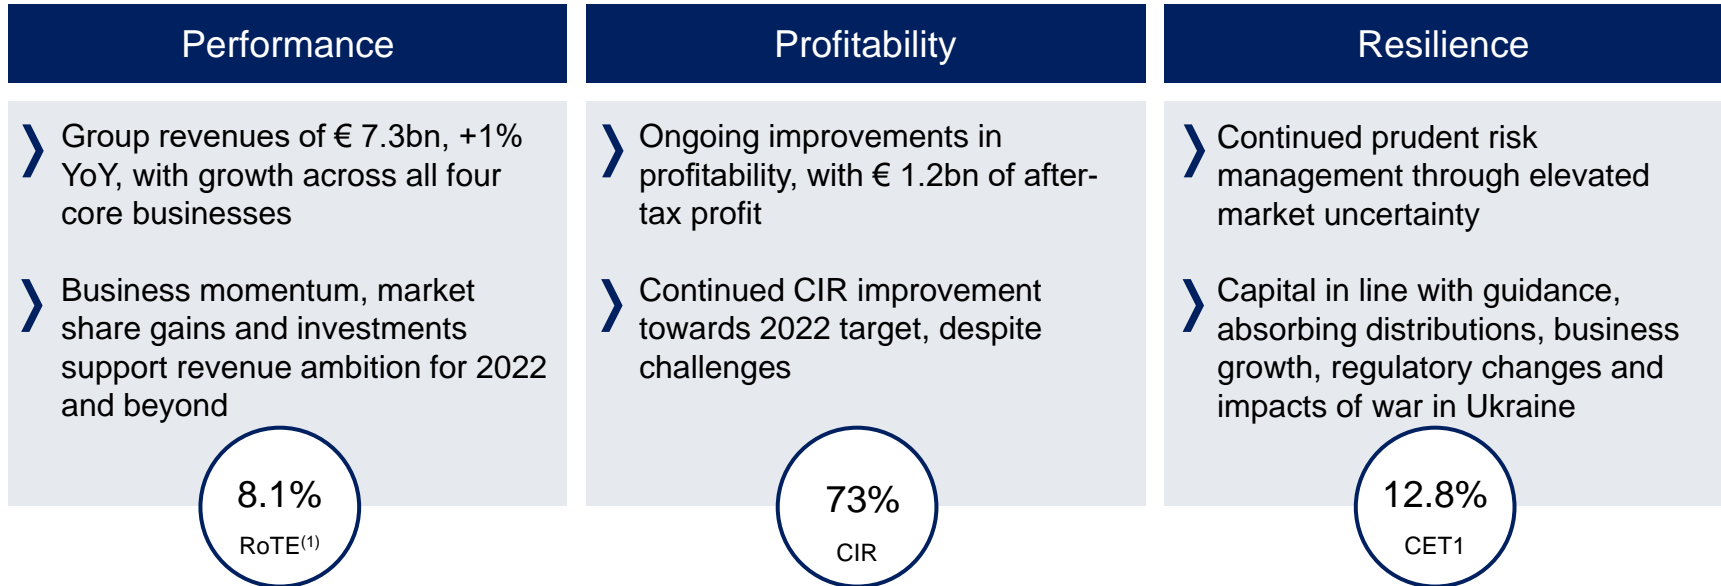 Performance
Group revenues of € 7.3bn, +1%
YoY, with growth across all four
core businesses
Business momentum, market
share gains and investments
support revenue ambition for 2022
and beyond
8.1%
RoTE(1)
Profitability
Ongoing improvements in
profitability, with € 1.2bn of after-
tax profit
Continued CIR improvement
towards 2022 target, despite
challenges
73%
CIR
Resilience
Continued prudent risk
management through elevated
market uncertainty
Capital in line with guidance,
absorbing distributions, business
growth, regulatory changes and
impacts of war in Ukraine
12.8%
CET1